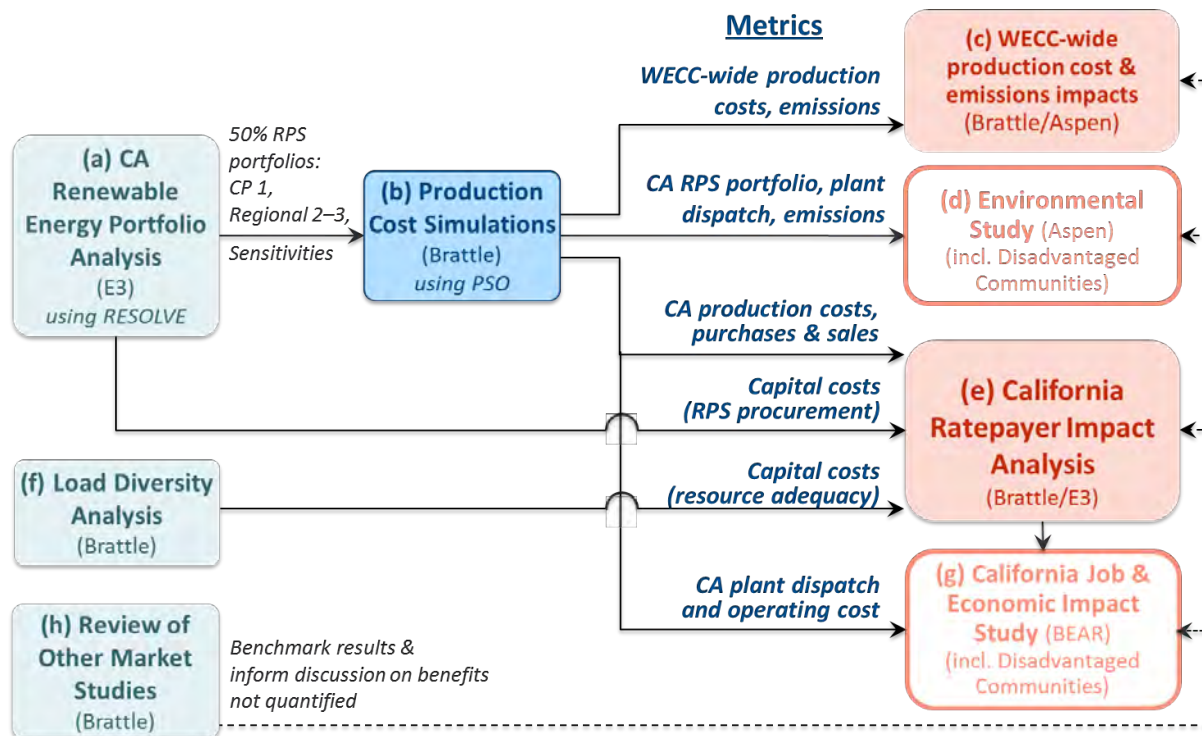 Metrics
(a) CA
Renewable
Energy Portfolio
Analysis
(E3)
using RESOLVE
50% RPS
portfolios:
CP 1,
Regional 2–3,
Sensitivities
(b) Production
Cost Simulations
(Brattle)
using PSO
WECC-wide production
costs, emissions
(c) WECC-wide
production cost &
emissions impacts
(Brattle/Aspen)
CA RPS portfolio, plant
dispatch, emissions
(d) Environmental
Study (Aspen)
(incl. Disadvantaged
Communities)
CA production costs,
purchases & sales
Capital costs
(RPS procurement)
(e) California
Ratepayer Impact
Analysis
(Brattle/E3)
(f) Load Diversity
Analysis
(Brattle)
Capital costs
(resource adequacy)
CA plant dispatch
and operating cost
(g) California Job &
Economic Impact
Study (BEAR)
(incl. Disadvantaged
Communities)
(h) Review of
Other Market
Studies
(Brattle)
Benchmark results &
inform discussion on benefits
not quantified